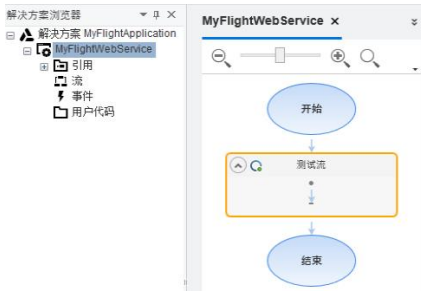 解决方案浏览器
解决方案 MyFlightApplication
MyFlightWebService
引用
流
事件
用户代码
MyFlightWebService ×
开始
测试流
结束